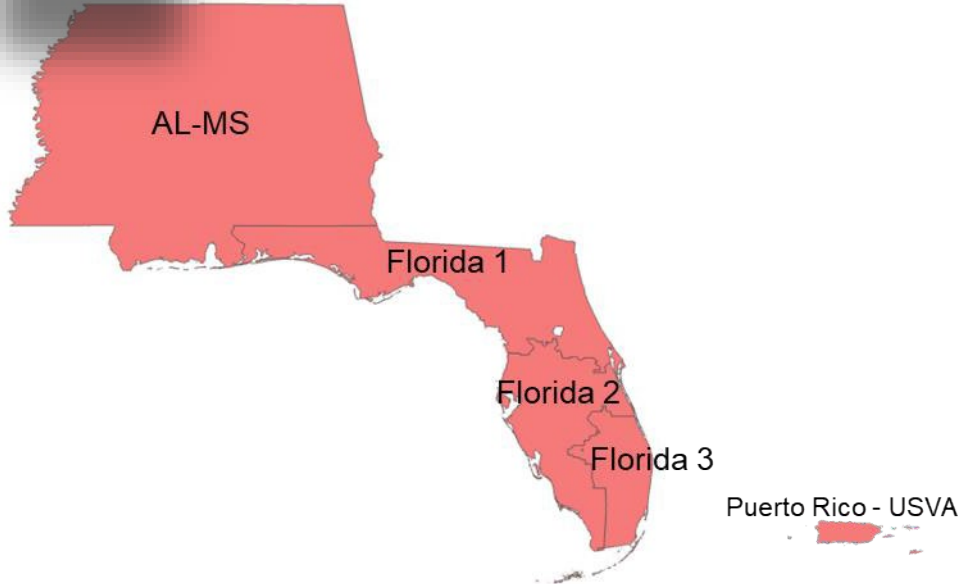 AL-MS
Florida 1
Florida 2
Florida 3
Puerto Rico - USVA